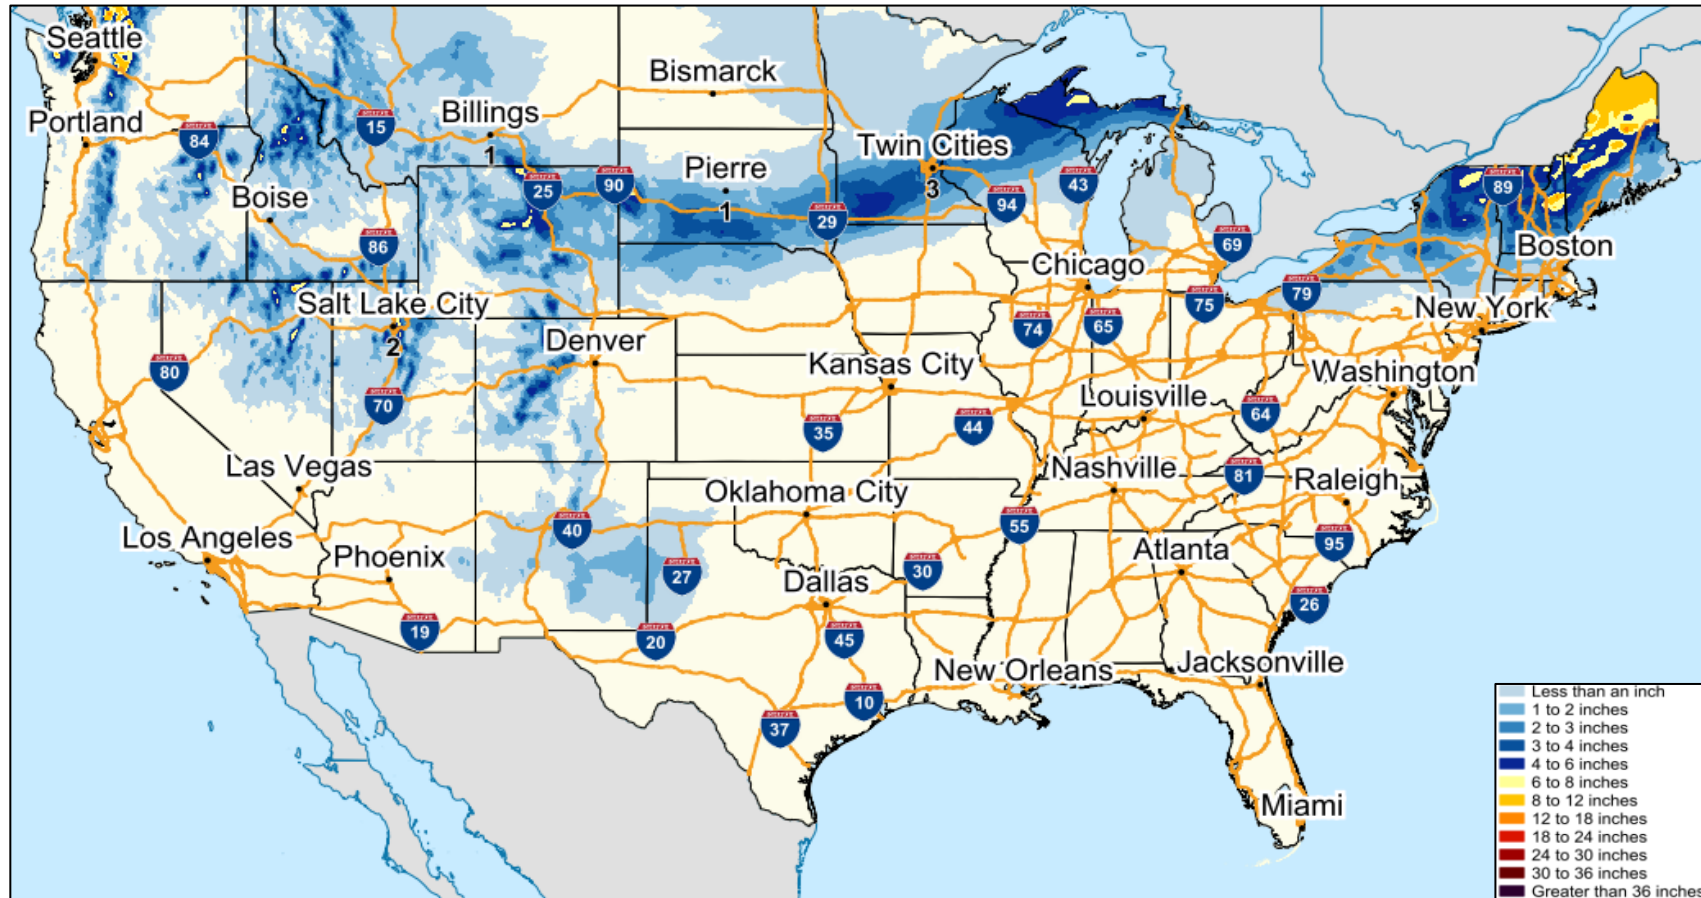 Seattle
Bismarck
Billings
Portland
15
84
Twin Cities
1
Pierre
90
25
89
43
3
Boise
94
1
29
86
69
Boston
Chicago
Salt Lake City
79
75
New York
74
65
Denver
2
80
Kansas City
Washington
Louisville
70
64
44
35
Las Vegas
Nashville
81
Raleigh
Oklahoma City
40
55
Los Angeles
Phoenix
95
Atlanta
30
27
Dallas
26
19
20
45
New Orleans
Jacksonville
10
37
Miami
Less than an inch
1 to 2 inches
2 to 3 inches
3 to 4 inches
4 to 6 inches
6 to 8 inches
8 to 12 inches
12 to 18 inches
18 to 24 inches
24 to 30 inches
30 to 36 inches
Greater than 36 inches